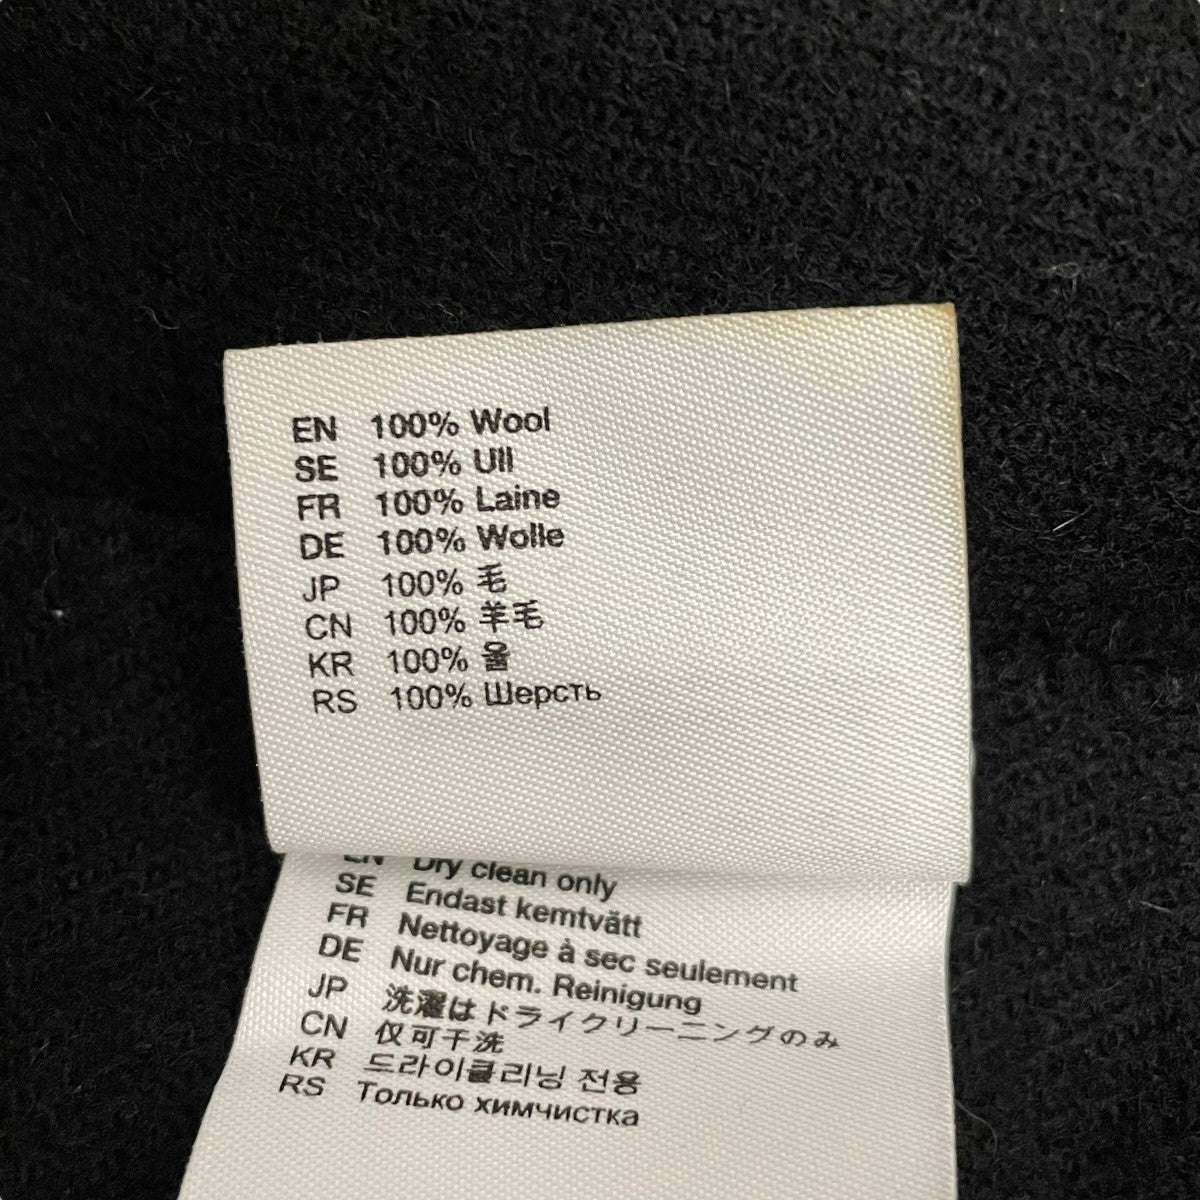 EN 100% Wool
SE 100% Ull
FR 100% Laine
DE 100% Wolle
JP 100% 毛
CN 100% 羊毛
KR 100% 울
RS 100% Шерсть
EN Dry clean only
SE Endast kemtvätt
FR Nettoyage à sec seulement
DE Nur chem. Reinigung
JP 洗濯はドライクリーニングのみ
CN 仅可干洗
KR 드라이클리닝 전용
RS Только химчистка